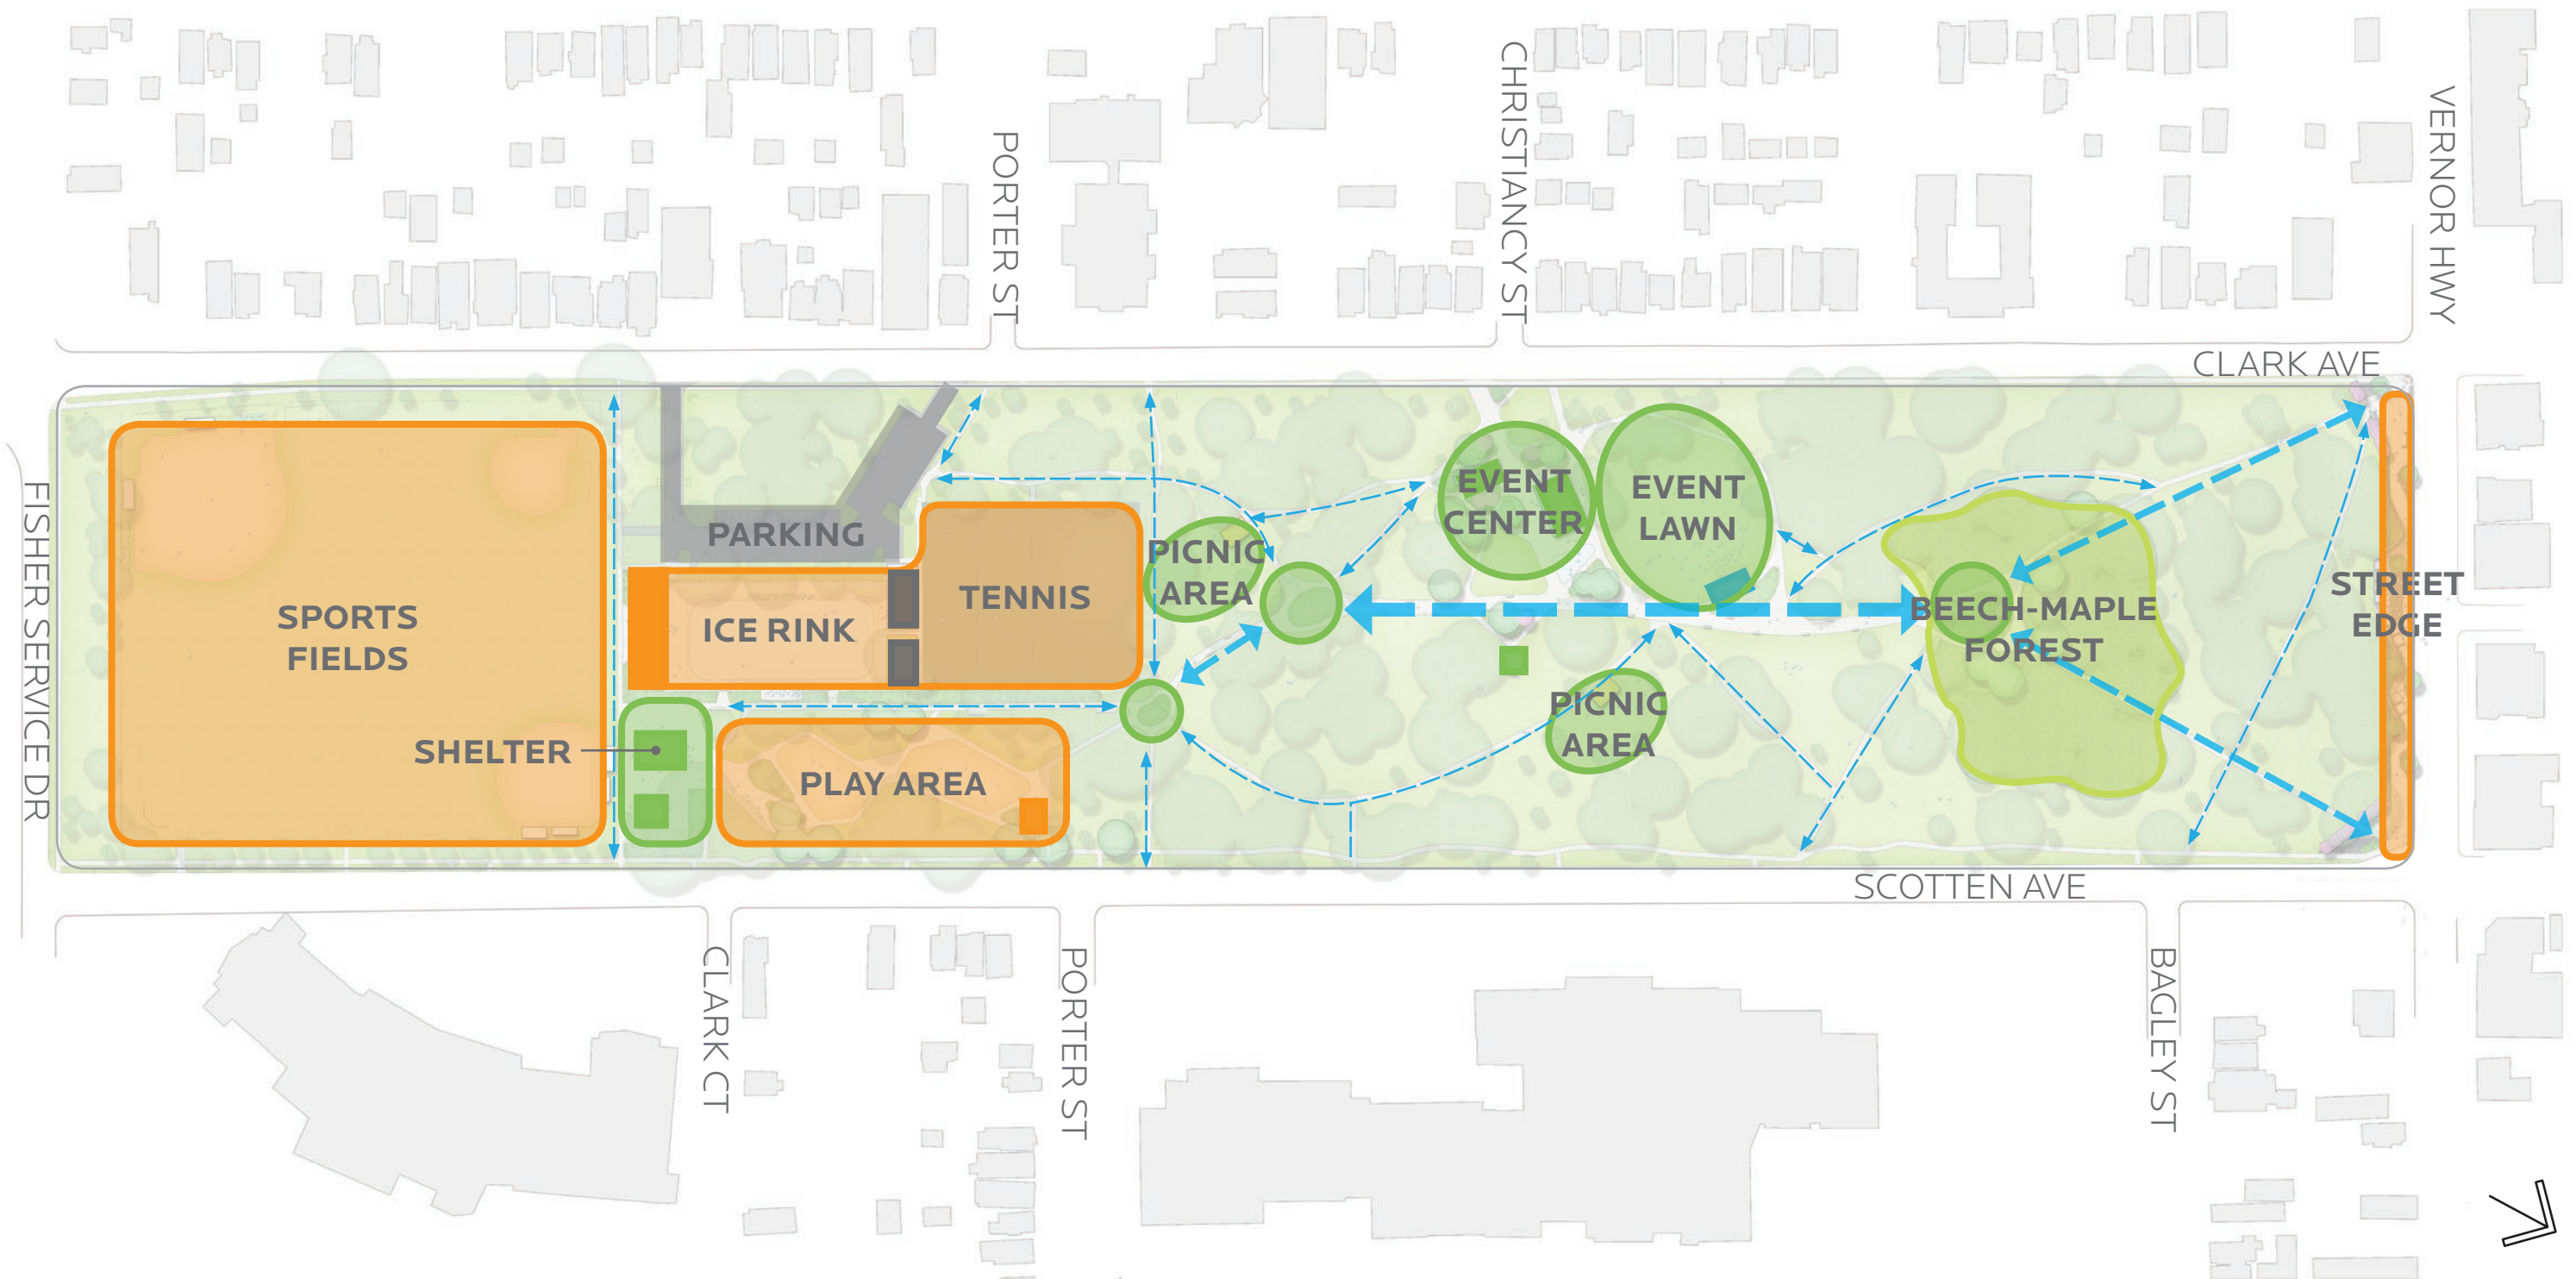 PORTER ST
CHRISTIANCY ST
VERNOR HWY
CLARK AVE
FISHER SERVICE DR
SPORTS
FIELDS
PARKING
ICE RINK
TENNIS
PICNIC
AREA
EVENT
CENTER
EVENT
LAWN
BEECH-MAPLE
FOREST
STREET
EDGE
SHELTER
PLAY AREA
PICNIC
AREA
SCOTTEN AVE
CLARK CT
PORTER ST
BAGLEY ST